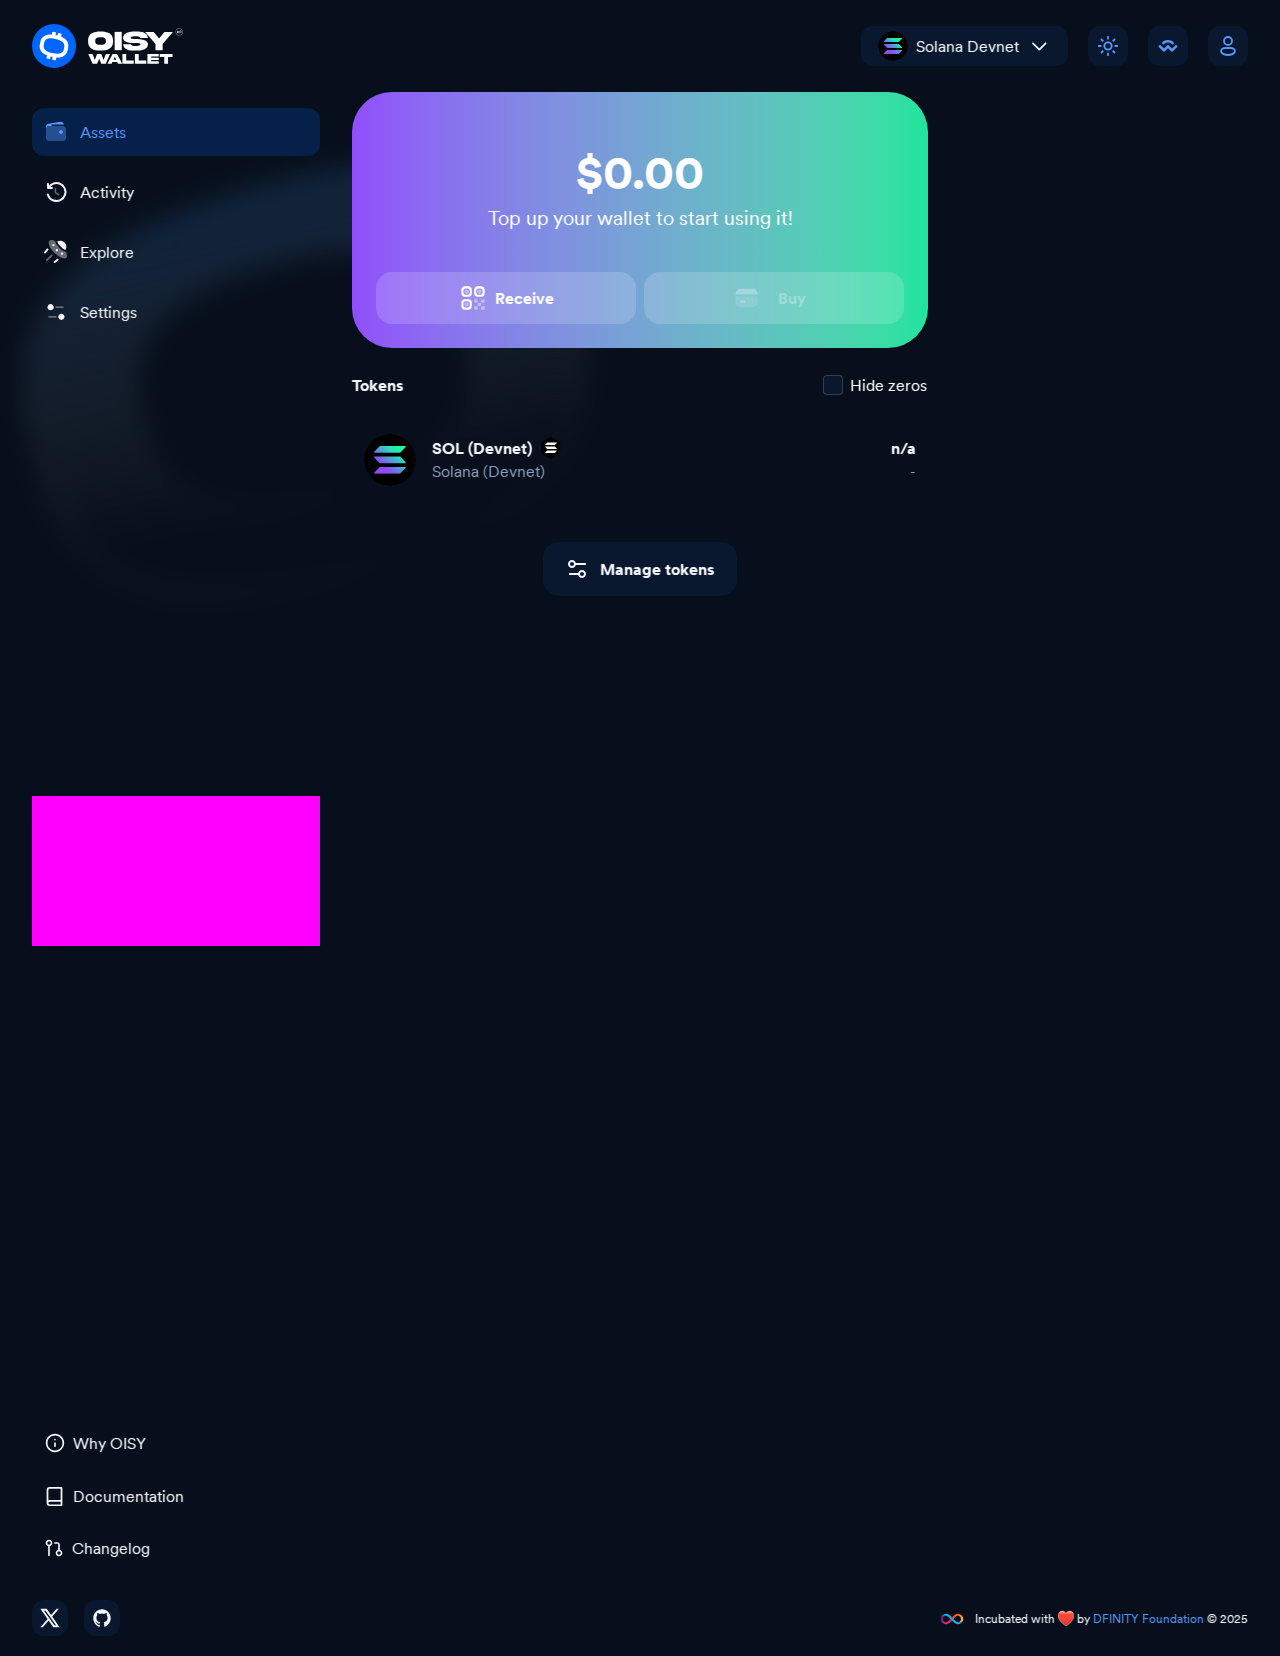 OISY
WALLET
Solana Devnet
Assets
Activity
Explore
Settings
$0.00
Top up your wallet to start using it!
Receive
Buy
Tokens
Hide zeros
SOL (Devnet)
n/a
Solana (Devnet)
-
Manage tokens
Why OISY
Documentation
Changelog
Incubated with ❤️ by DFINITY Foundation © 2025